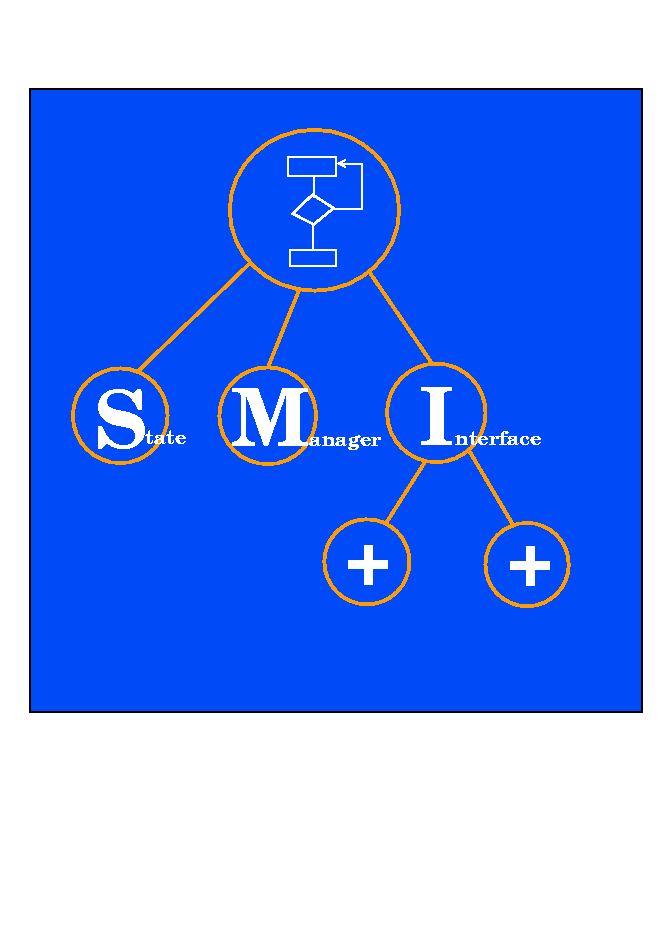 State Manager Interface
+ +